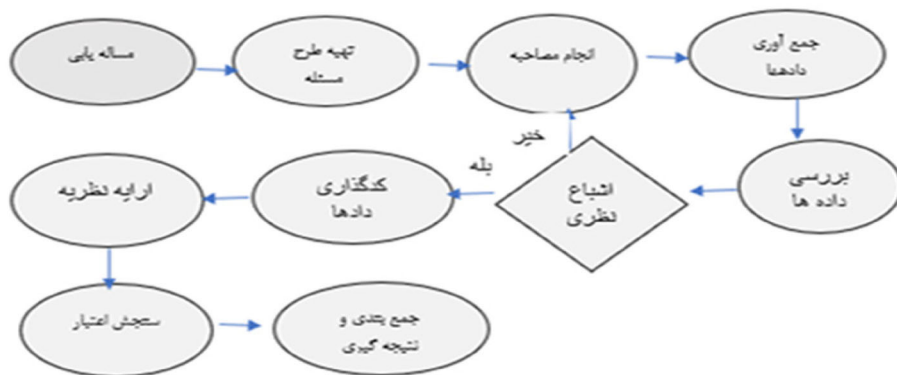 مساله یابی
تهیه طرح
مسئله
انجام مصاحبه
جمع آوری
دادهها
بررسی
داده ها
اشباع
نظری
خیر
بله
کدگذاری
دادها
ارایه نظریه
سنجش اعتبار
جمع بندی و
نتیجه گیری